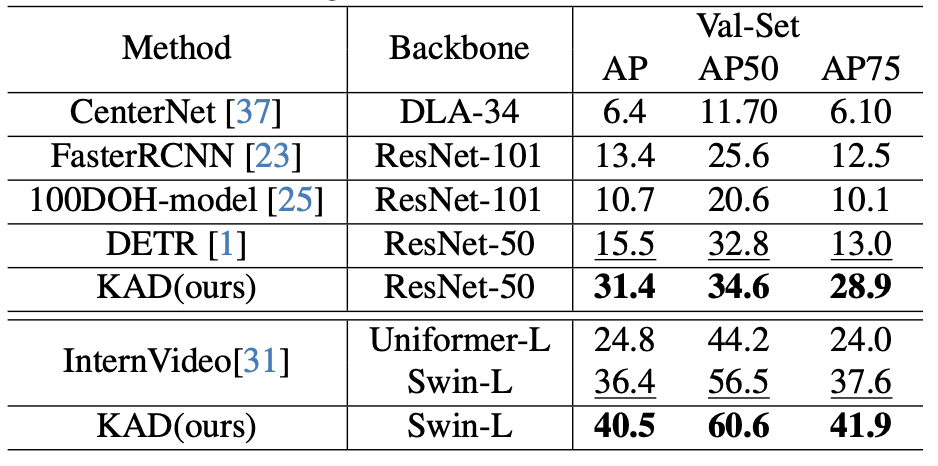 Method Backbone Val-Set
AP AP50 AP75
CenterNet [37] DLA-34 6.4 11.70 6.10
FasterRCNN [23] ResNet-101 13.4 25.6 12.5
100DOH-model [25] ResNet-101 10.7 20.6 10.1
DETR [1] ResNet-50 15.5 32.8 13.0
KAD(ours) ResNet-50 31.4 34.6 28.9
InternVideo[31] Uniformer-L 24.8 44.2 24.0
Swin-L 36.4 56.5 37.6
KAD(ours) Swin-L 40.5 60.6 41.9